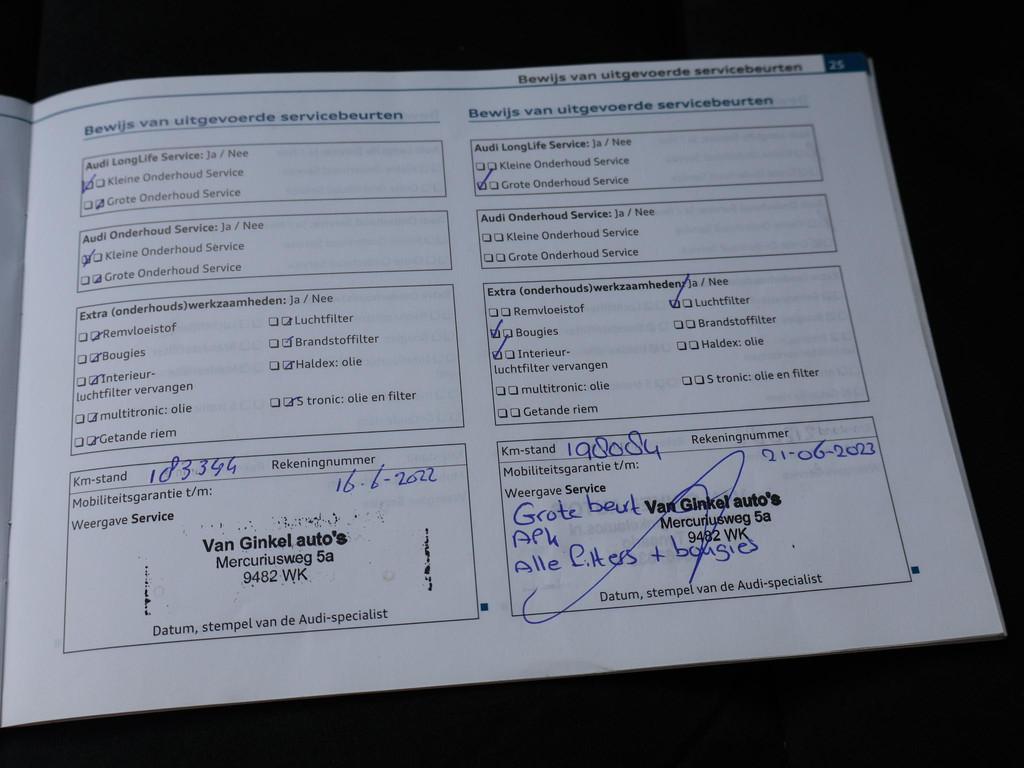 Bewijs van uitgevoerde servicebeurten 25
Bewijs van uitgevoerde servicebeurten
Audi LongLife Service: Ja / Nee
Kleine Onderhoud Service
Grote Onderhoud Service
Audi Onderhoud Service: Ja / Nee
Kleine Onderhoud Service
Grote Onderhoud Service
Extra (onderhouds)werkzaamheden: Ja / Nee
Remvloeistof
Luchtfilter
Bougies
Brandstoffilter
Interieur-
luchtfilter vervangen
Haldex: olie
multitronic: olie
S tronic: olie en filter
Getande riem
Km-stand 183.344 Rekeningnummer
Mobiliteitsgarantie t/m: 16-6-2022
Weergave Service
Van Ginkel auto's
Mercuriusweg 5a
9482 WK
Datum, stempel van de Audi-specialist
Bewijs van uitgevoerde servicebeurten
Audi LongLife Service: Ja / Nee
Kleine Onderhoud Service
Grote Onderhoud Service
Audi Onderhoud Service: Ja / Nee
Kleine Onderhoud Service
Grote Onderhoud Service
Extra (onderhouds)werkzaamheden: Ja / Nee
Remvloeistof
Luchtfilter
Bougies
Brandstoffilter
Interieur-
luchtfilter vervangen
Haldex: olie
multitronic: olie
S tronic: olie en filter
Getande riem
Km-stand 198084 Rekeningnummer
Mobiliteitsgarantie t/m: 21-06-2023
Weergave Service
Grote beurt
APK
Alle filters + bougies
Van Ginkel auto's
Mercuriusweg 5a
9482 WK
Datum, stempel van de Audi-specialist